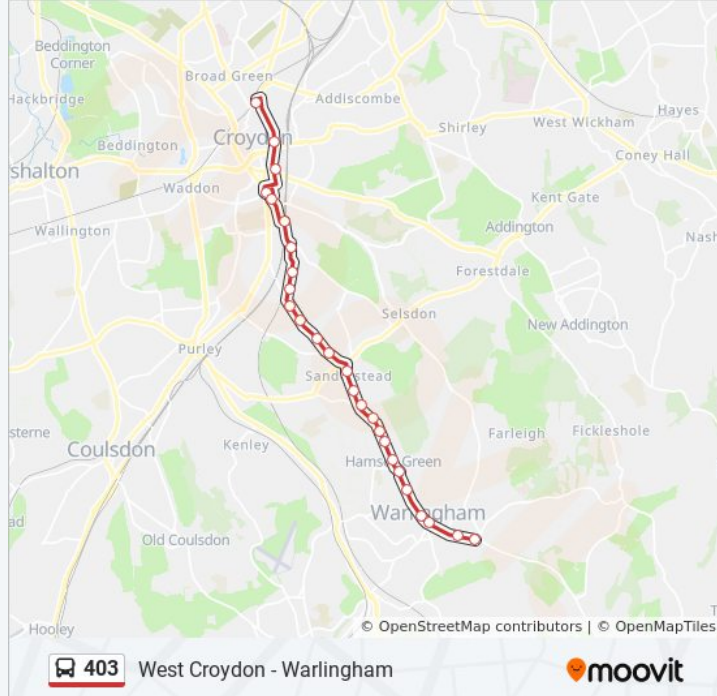 Beddington
Corner
Broad Green
Hackbridge
Addiscombe
Hayes
Croydon
Shirley
West Wickham
Beddington
Coney Hall
shalton
Waddon
Kent Gate
Wallington
Addington
Nash
Forestdale
Selsdon
New Addington
Purley
Sanderstead
sterne
Farleigh
Fickleshole
Coulsdon
Kenley
Hamsey Green
Warlingham
ad
Old Coulsdon
T
Hooley
© OpenStreetMap contributors | © OpenMapTiles
403 West Croydon - Warlingham
moovit